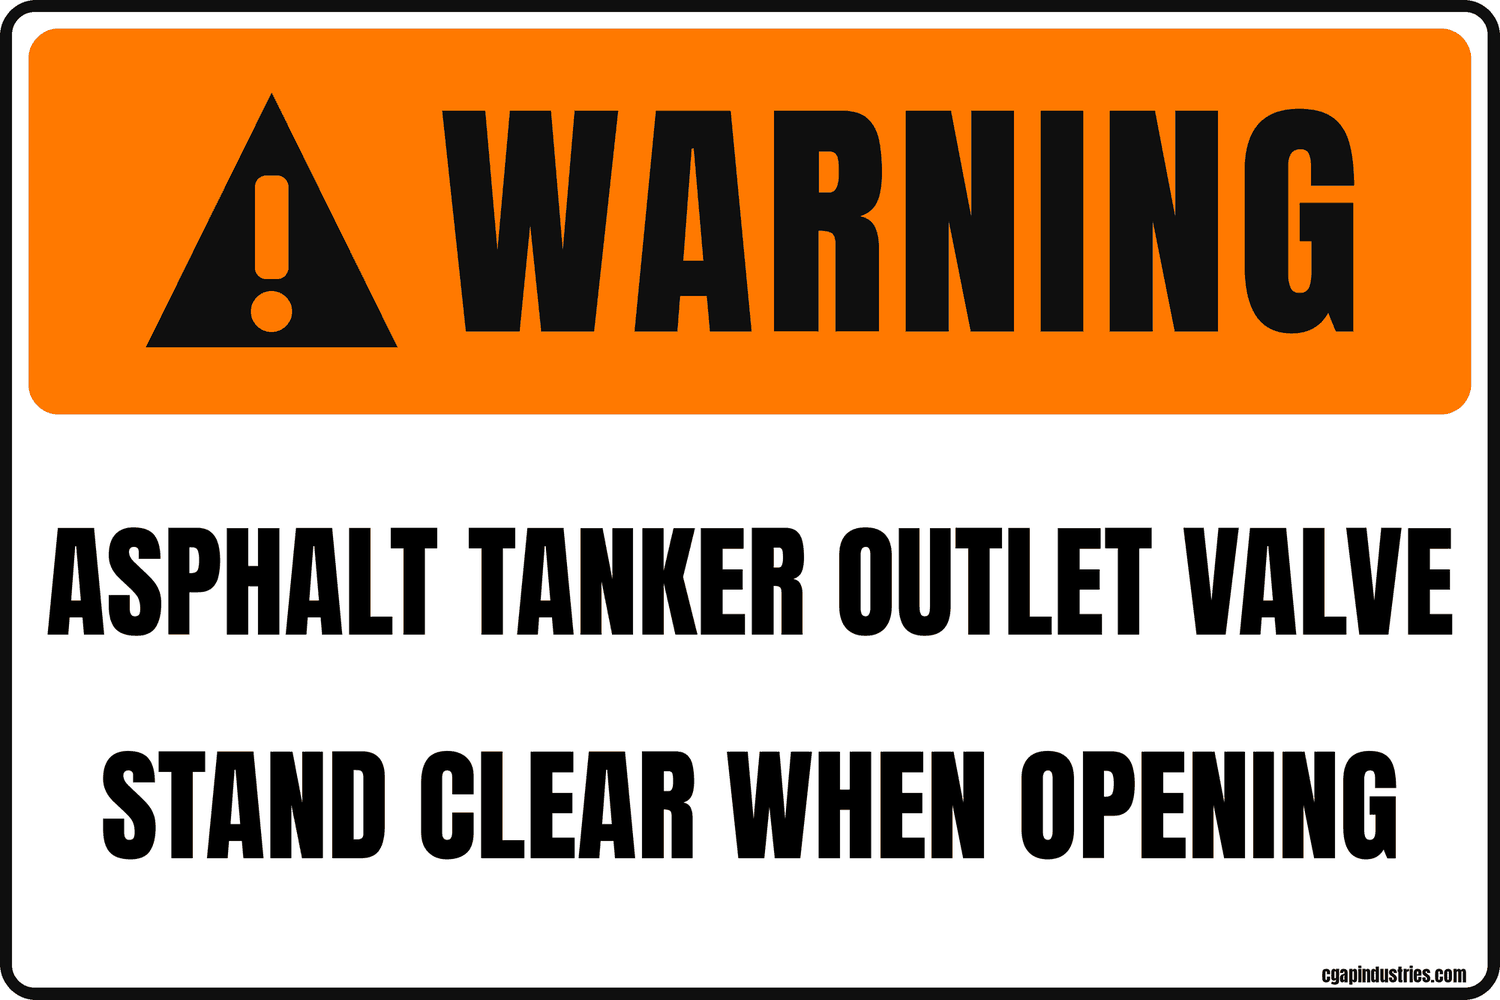 WARNING
ASPHALT TANKER OUTLET VALVE
STAND CLEAR WHEN OPENING
cgapindustries.com